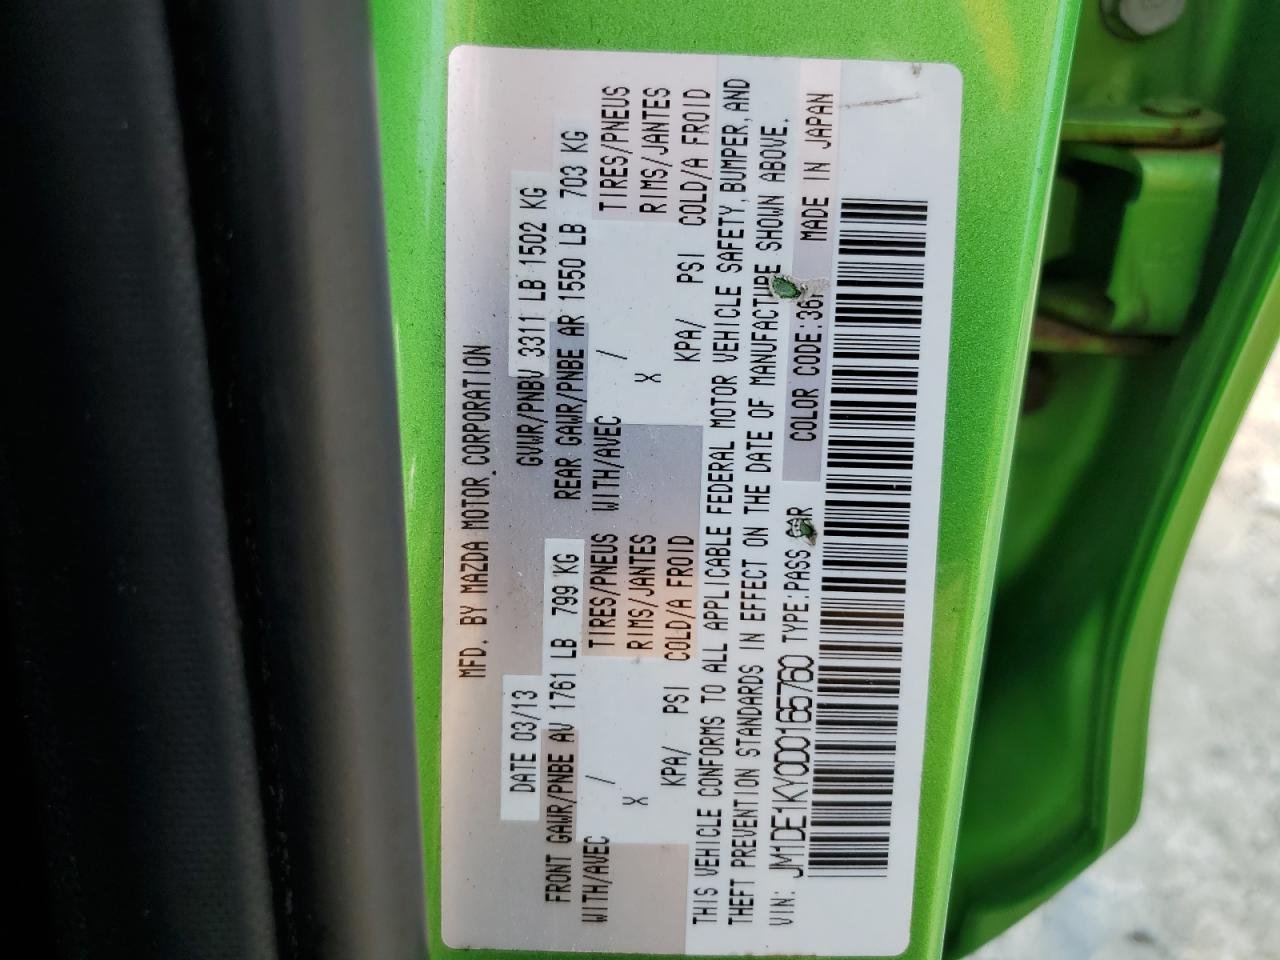 MFD. BY MAZDA MOTOR CORPORATION
DATE 03/13 GVWR/PNBV 3311 LB 1502 KG
FRONT GAWR/PNBE AV 1761 LB 799 KG REAR GAWR/PNBE AR 1550 LB 703 KG
WITH/AVEC / TIRES/PNEUS WITH/AVEC / TIRES/PNEUS
X RIMS/JANTES X RIMS/JANTES
KPA/ PSI COLD/A FROID KPA/ PSI COLD/A FROID
THIS VEHICLE CONFORMS TO ALL APPLICABLE FEDERAL MOTOR VEHICLE SAFETY, BUMPER, AND
THEFT PREVENTION STANDARDS IN EFFECT ON THE DATE OF MANUFACTURE SHOWN ABOVE.
VIN: JM1DE1KY0D0165760 TYPE: PASS CAR COLOR CODE: MADE IN JAPAN